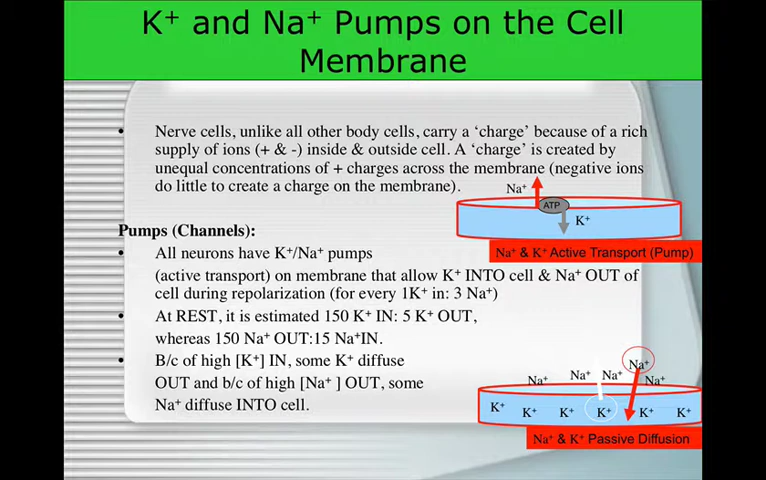 K⁺ and Na⁺ Pumps on the Cell
Membrane
• Nerve cells, unlike all other body cells, carry a ‘charge’ because of a rich
supply of ions (+ & -) inside & outside cell. A ‘charge’ is created by
unequal concentrations of + charges across the membrane (negative ions
do little to create a charge on the membrane).
Na⁺
ATP
K⁺
Na⁺ & K⁺ Active Transport (Pump)
Pumps (Channels):
• All neurons have K⁺/Na⁺ pumps
(active transport) on membrane that allow K⁺ INTO cell & Na⁺ OUT of
cell during repolarization (for every 1K⁺ in: 3 Na⁺)
• At REST, it is estimated 150 K⁺ IN: 5 K⁺ OUT,
whereas 150 Na⁺ OUT:15 Na⁺IN.
• B/c of high [K⁺] IN, some K⁺ diffuse
OUT and b/c of high [Na⁺ ] OUT, some
Na⁺ diffuse INTO cell.
Na⁺
Na⁺ Na⁺ Na⁺ Na⁺
K⁺ K⁺ K⁺ K⁺ K⁺ K⁺
Na⁺ & K⁺ Passive Diffusion